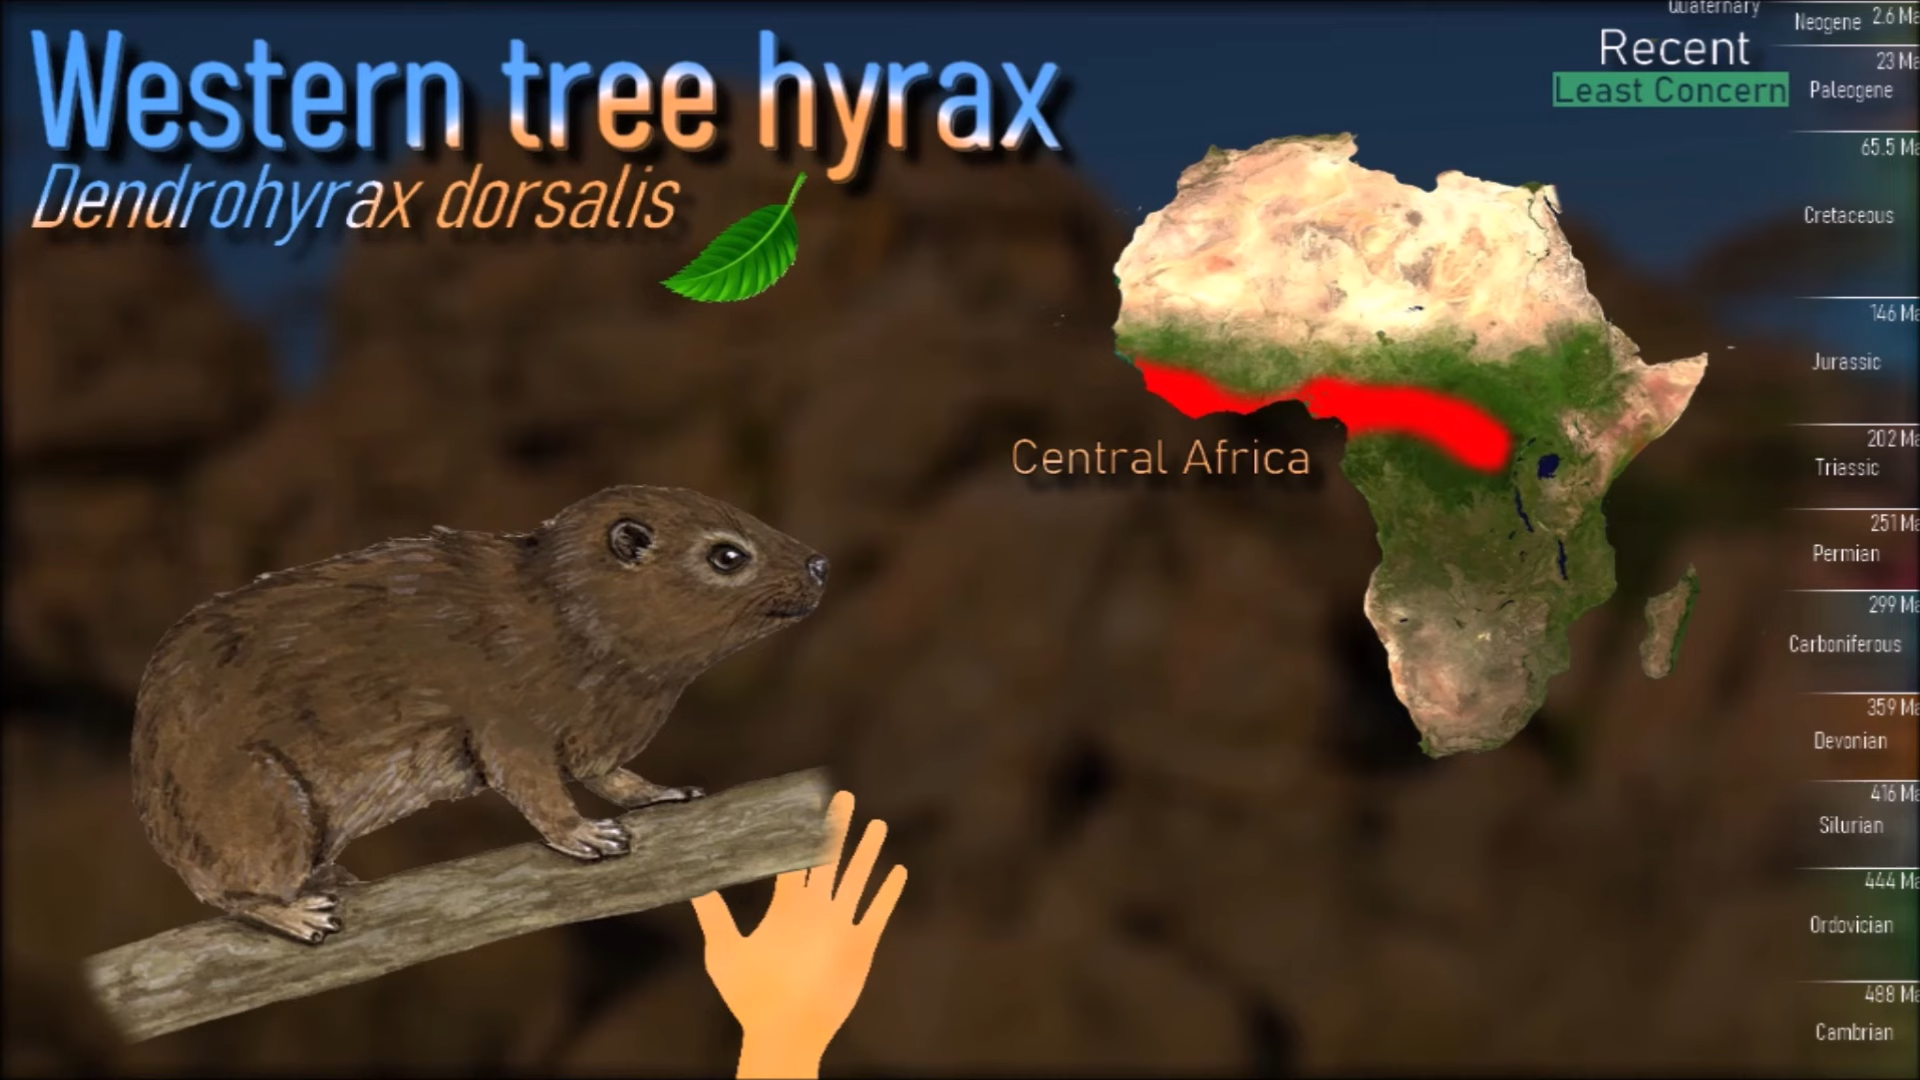 Western tree hyrax
Dendrohyrax dorsalis
Recent
Least Concern
Central Africa
Quaternary
2.6 Ma
Neogene
23 Ma
Paleogene
65.5 Ma
Cretaceous
146 Ma
Jurassic
202 Ma
Triassic
251 Ma
Permian
299 Ma
Carboniferous
359 Ma
Devonian
416 Ma
Silurian
444 Ma
Ordovician
488 Ma
Cambrian